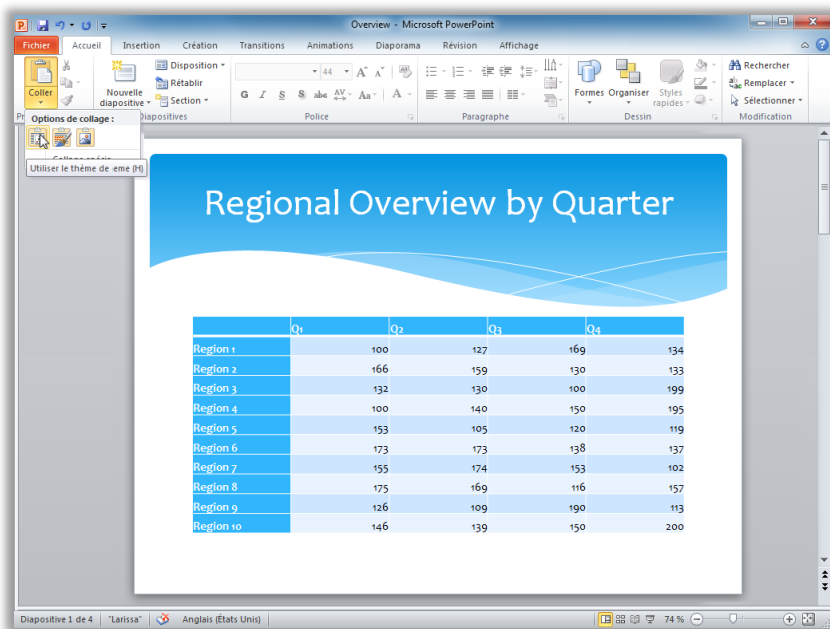 Overview - Microsoft PowerPoint
Fichier Accueil Insertion Création Transitions Animations Diaporama Révision Affichage
Coller
Nouvelle diapositive
Disposition
Rétablir
Section
44
G I S S abc AV Aa A
Formes Organiser Styles rapides
Rechercher
Remplacer
Sélectionner
Diapositives Police Paragraphe Dessin Modification
Options de collage :
Utiliser le thème de
(H)
Regional Overview by Quarter
Q1 Q2 Q3 Q4
Region 1 100 127 169 134
Region 2 166 159 130 133
Region 3 132 130 100 199
Region 4 100 140 150 195
Region 5 153 105 120 119
Region 6 173 173 138 137
Region 7 155 174 153 102
Region 8 175 169 116 157
Region 9 126 109 190 113
Region 10 146 139 150 200
Diapositive 1 de 4 "Larissa" Anglais (États Unis) 74 %